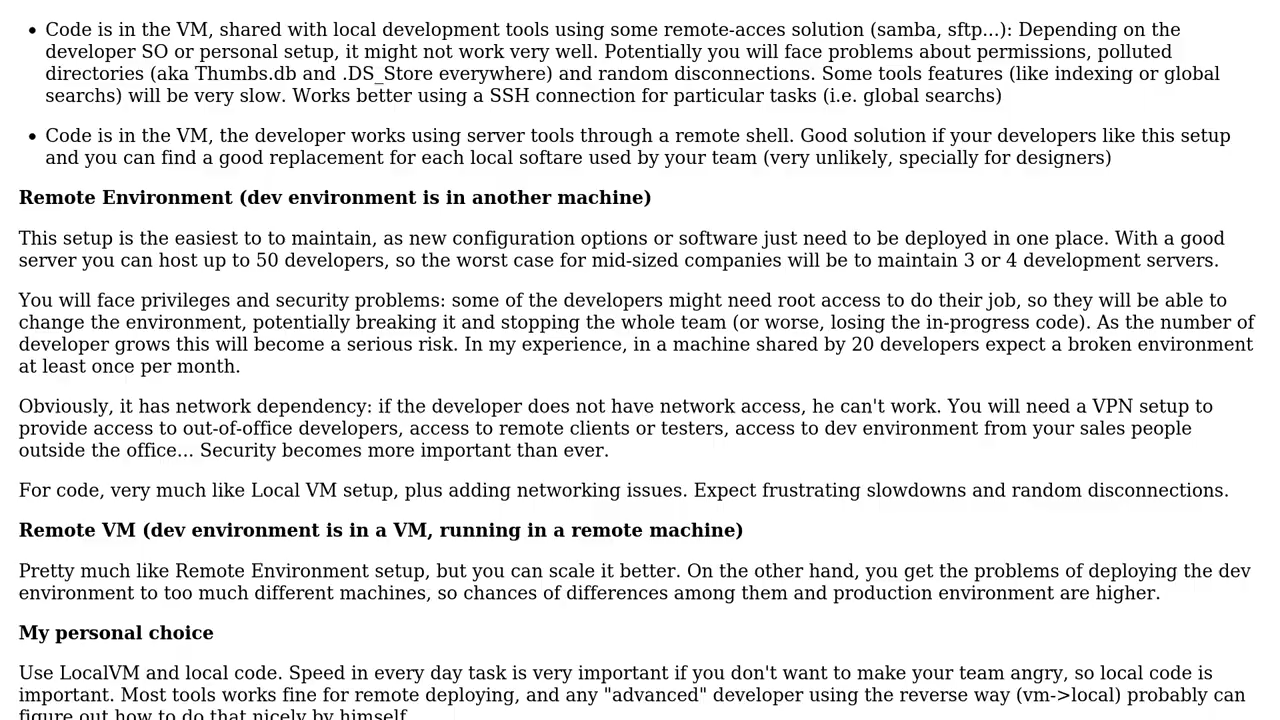 • Code is in the VM, shared with local development tools using some remote-acces solution (samba, sftp...): Depending on the
developer SO or personal setup, it might not work very well. Potentially you will face problems about permissions, polluted
directories (aka Thumbs.db and .DS_Store everywhere) and random disconnections. Some tools features (like indexing or global
searchs) will be very slow. Works better using a SSH connection for particular tasks (i.e. global searchs)
• Code is in the VM, the developer works using server tools through a remote shell. Good solution if your developers like this setup
and you can find a good replacement for each local softare used by your team (very unlikely, specially for designers)
Remote Environment (dev environment is in another machine)
This setup is the easiest to to maintain, as new configuration options or software just need to be deployed in one place. With a good
server you can host up to 50 developers, so the worst case for mid-sized companies will be to maintain 3 or 4 development servers.
You will face privileges and security problems: some of the developers might need root access to do their job, so they will be able to
change the environment, potentially breaking it and stopping the whole team (or worse, losing the in-progress code). As the number of
developer grows this will become a serious risk. In my experience, in a machine shared by 20 developers expect a broken environment
at least once per month.
Obviously, it has network dependency: if the developer does not have network access, he can't work. You will need a VPN setup to
provide access to out-of-office developers, access to remote clients or testers, access to dev environment from your sales people
outside the office... Security becomes more important than ever.
For code, very much like Local VM setup, plus adding networking issues. Expect frustrating slowdowns and random disconnections.
Remote VM (dev environment is in a VM, running in a remote machine)
Pretty much like Remote Environment setup, but you can scale it better. On the other hand, you get the problems of deploying the dev
environment to too much different machines, so chances of differences among them and production environment are higher.
My personal choice
Use LocalVM and local code. Speed in every day task is very important if you don't want to make your team angry, so local code is
important. Most tools works fine for remote deploying, and any "advanced" developer using the reverse way (vm->local) probably can
figure out how to do that nicely by himself.